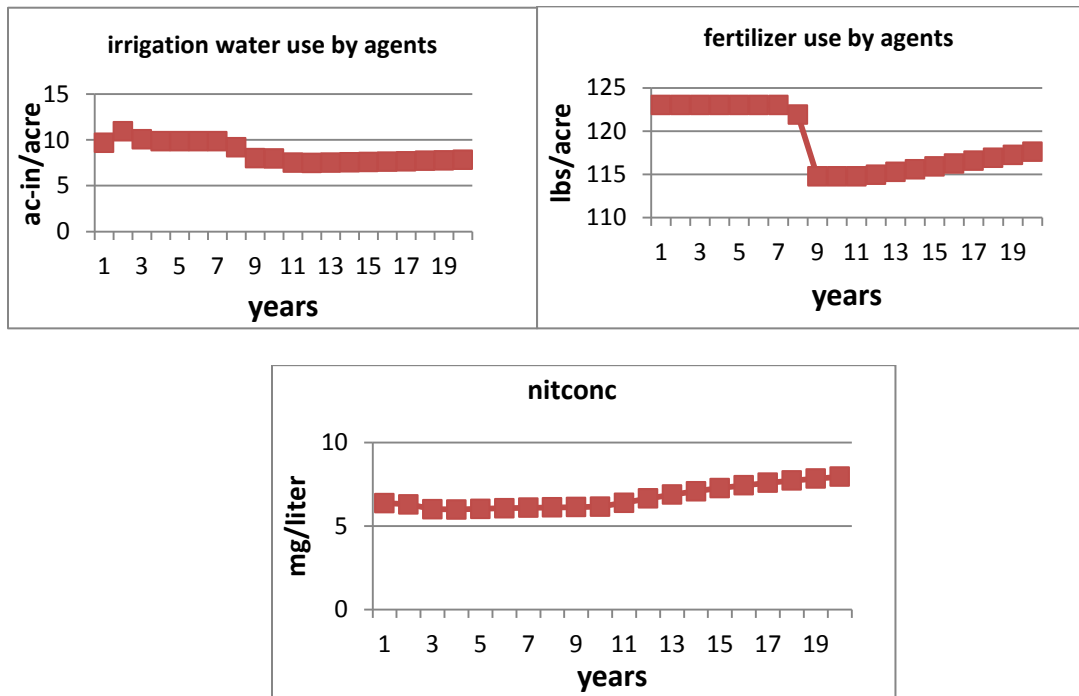 irrigation water use by agents
ac-in/acre
15
10
5
0
1 3 5 7 9 11 13 15 17 19
years
fertilizer use by agents
lbs/acre
125
120
115
110
1 3 5 7 9 11 13 15 17 19
years
nitconc
mg/liter
10
5
0
1 3 5 7 9 11 13 15 17 19
years